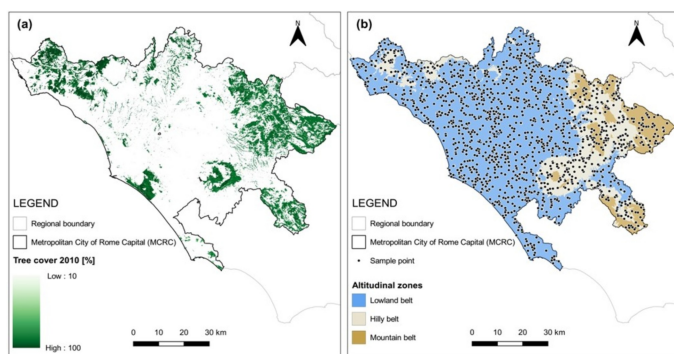 (a)
N
LEGEND
Regional boundary
Metropolitan City of Rome Capital (MCRC)
Tree cover 2010 [%]
Low : 10
High : 100
0 10 20 30 km
(b)
N
LEGEND
Regional boundary
Metropolitan City of Rome Capital (MCRC)
Sample point
Altitudinal zones
Lowland belt
Hilly belt
Mountain belt
0 10 20 30 km